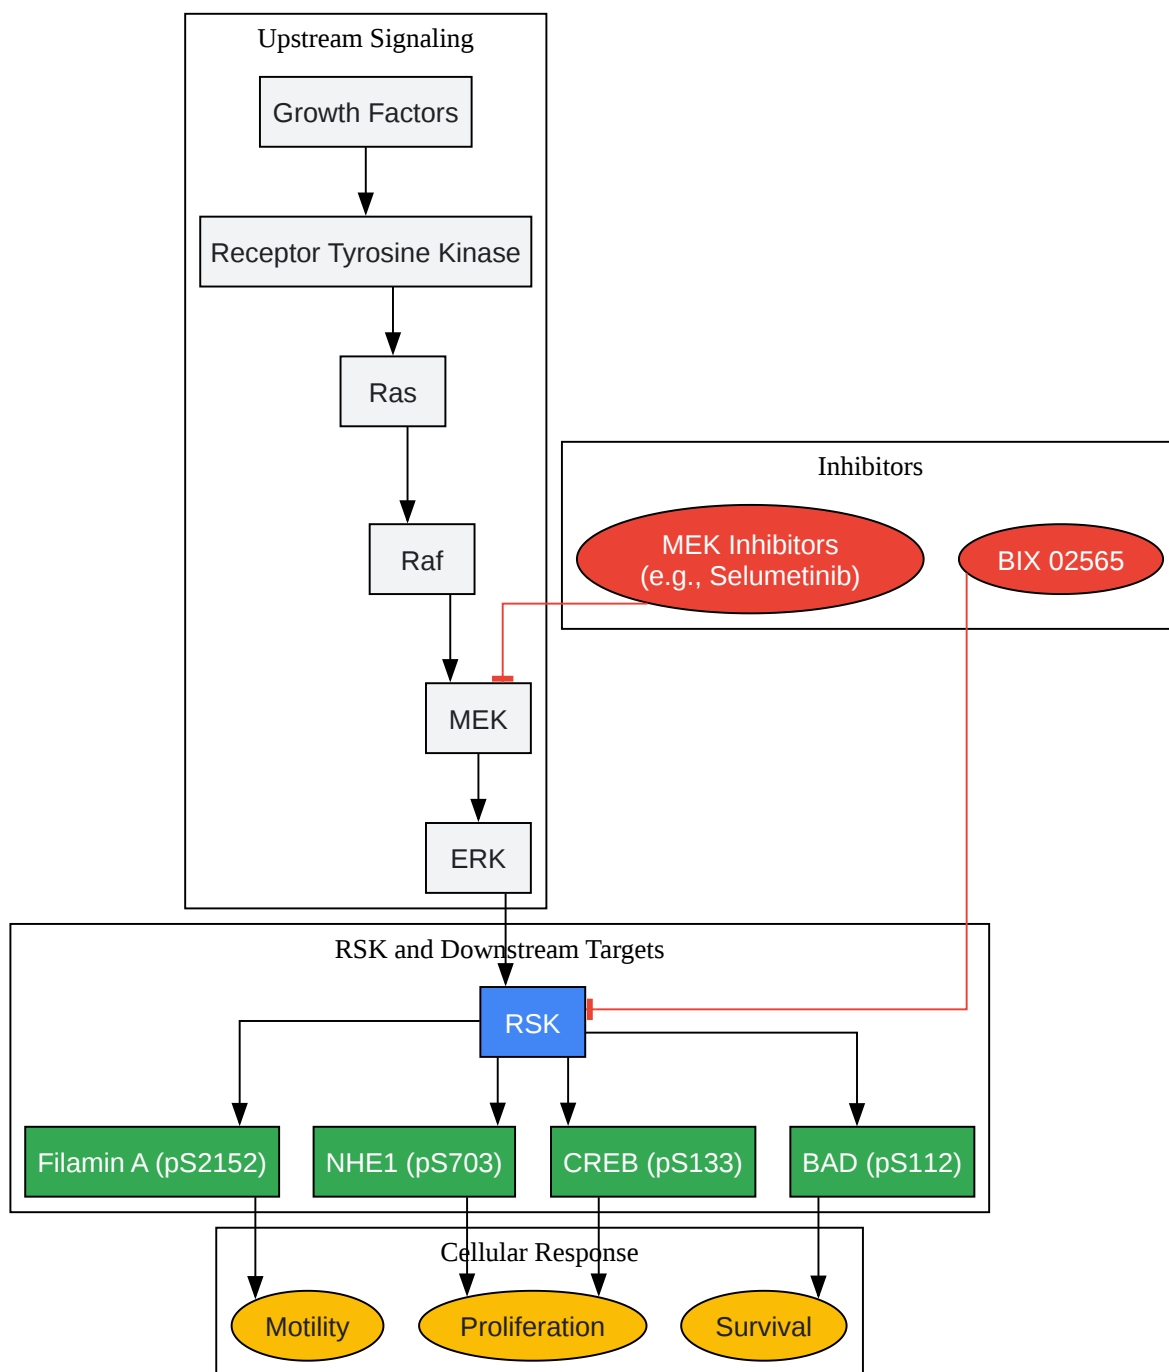 Upstream Signaling
Growth Factors
Receptor Tyrosine Kinase
Ras
Inhibitors
MEK Inhibitors
(e.g., Selumetinib)
BIX 02565
Raf
MEK
ERK
RSK and Downstream Targets
RSK
Filamin A (pS2152)
NHE1 (pS703)
CREB (pS133)
BAD (pS112)
Cellular Response
Motility
Proliferation
Survival